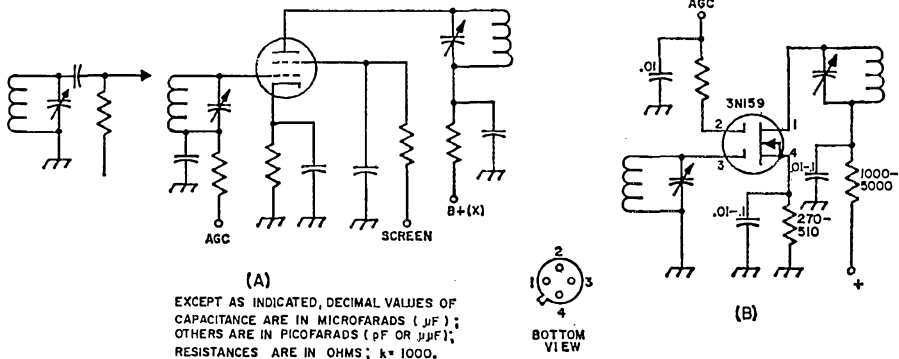 AGC
B+(X)
SCREEN
AGC
.01
3N159
2
1
3
4
.01-.1
.01-.1
1000-
5000
270-
510
+
(A)
EXCEPT AS INDICATED, DECIMAL VALUES OF
CAPACITANCE ARE IN MICROFARADS (µF);
OTHERS ARE IN PICOFARADS (pF OR µµF);
RESISTANCES ARE IN OHMS; k= 1000.
2
1
3
4
BOTTOM
VIEW
(B)